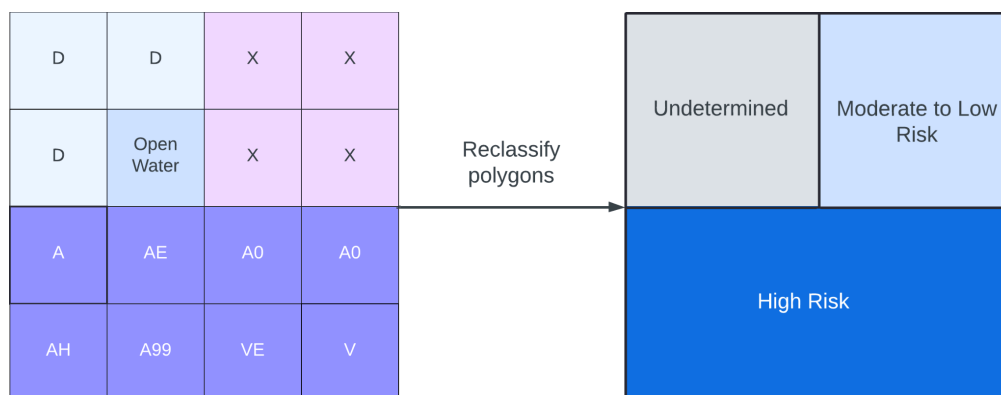 D D X X
D Open Water X X
A AE A0 A0
AH A99 VE V
Reclassify
polygons
Undetermined
Moderate to Low
Risk
High Risk